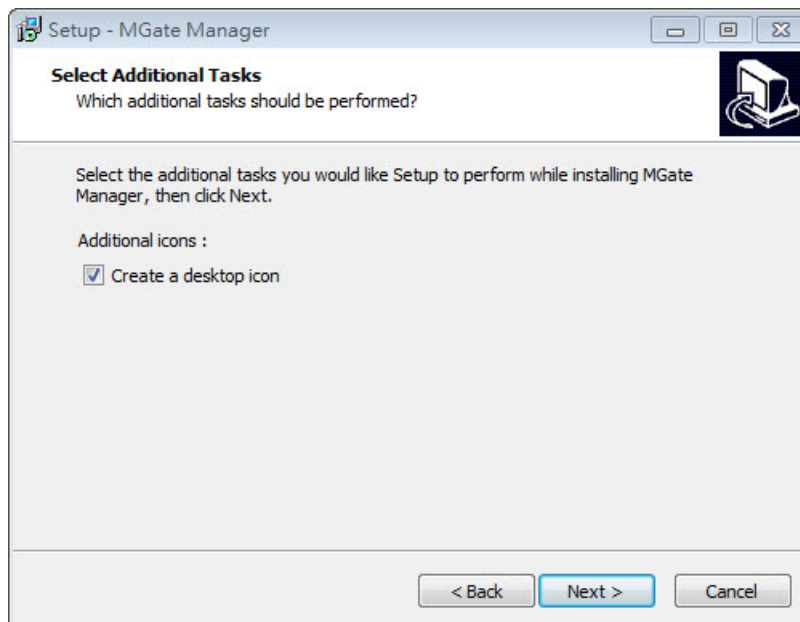 Setup - MGate Manager
Select Additional Tasks
Which additional tasks should be performed?
Select the additional tasks you would like Setup to perform while installing MGate
Manager, then click Next.
Additional icons :
Create a desktop icon
< Back
Next >
Cancel